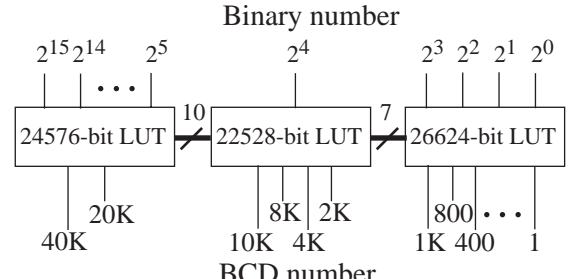 Binary number
2^15 2^14 • • • 2^5 2^4 2^3 2^2 2^1 2^0
24576-bit LUT 10 22528-bit LUT 7 26624-bit LUT
20K 8K 2K 800 • • •
40K 10K 4K 1K 400 1
BCD number